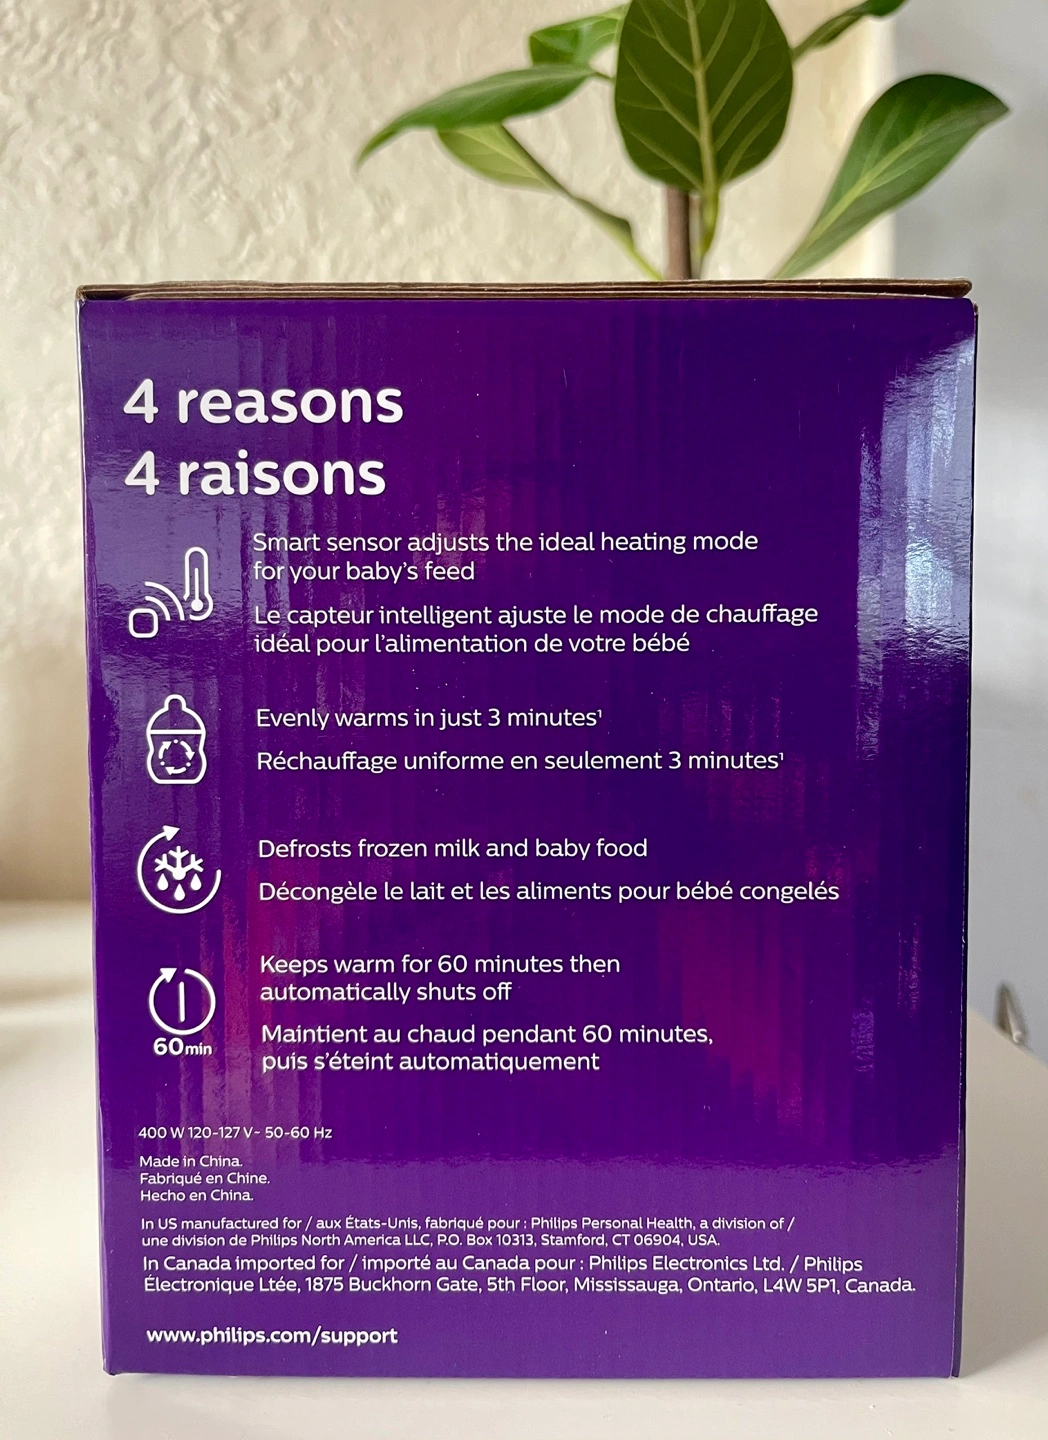 4 reasons
4 raisons
Smart sensor adjusts the ideal heating mode
for your baby's feed
Le capteur intelligent ajuste le mode de chauffage
idéal pour l'alimentation de votre bébé
Evenly warms in just 3 minutes¹
Réchauffage uniforme en seulement 3 minutes¹
Defrosts frozen milk and baby food
Décongèle le lait et les aliments pour bébé congelés
Keeps warm for 60 minutes then
automatically shuts off
Maintient au chaud pendant 60 minutes,
puis s'éteint automatiquement
60min
400 W 120-127 V~ 50-60 Hz
Made in China.
Fabriqué en Chine.
Hecho en China.
In US manufactured for / aux États-Unis, fabriqué pour : Philips Personal Health, a division of /
une division de Philips North America LLC, P.O. Box 10313, Stamford, CT 06904, USA.
In Canada imported for / importé au Canada pour : Philips Electronics Ltd. / Philips
Électronique Ltée, 1875 Buckhorn Gate, 5th Floor, Mississauga, Ontario, L4W 5P1, Canada.
www.philips.com/support